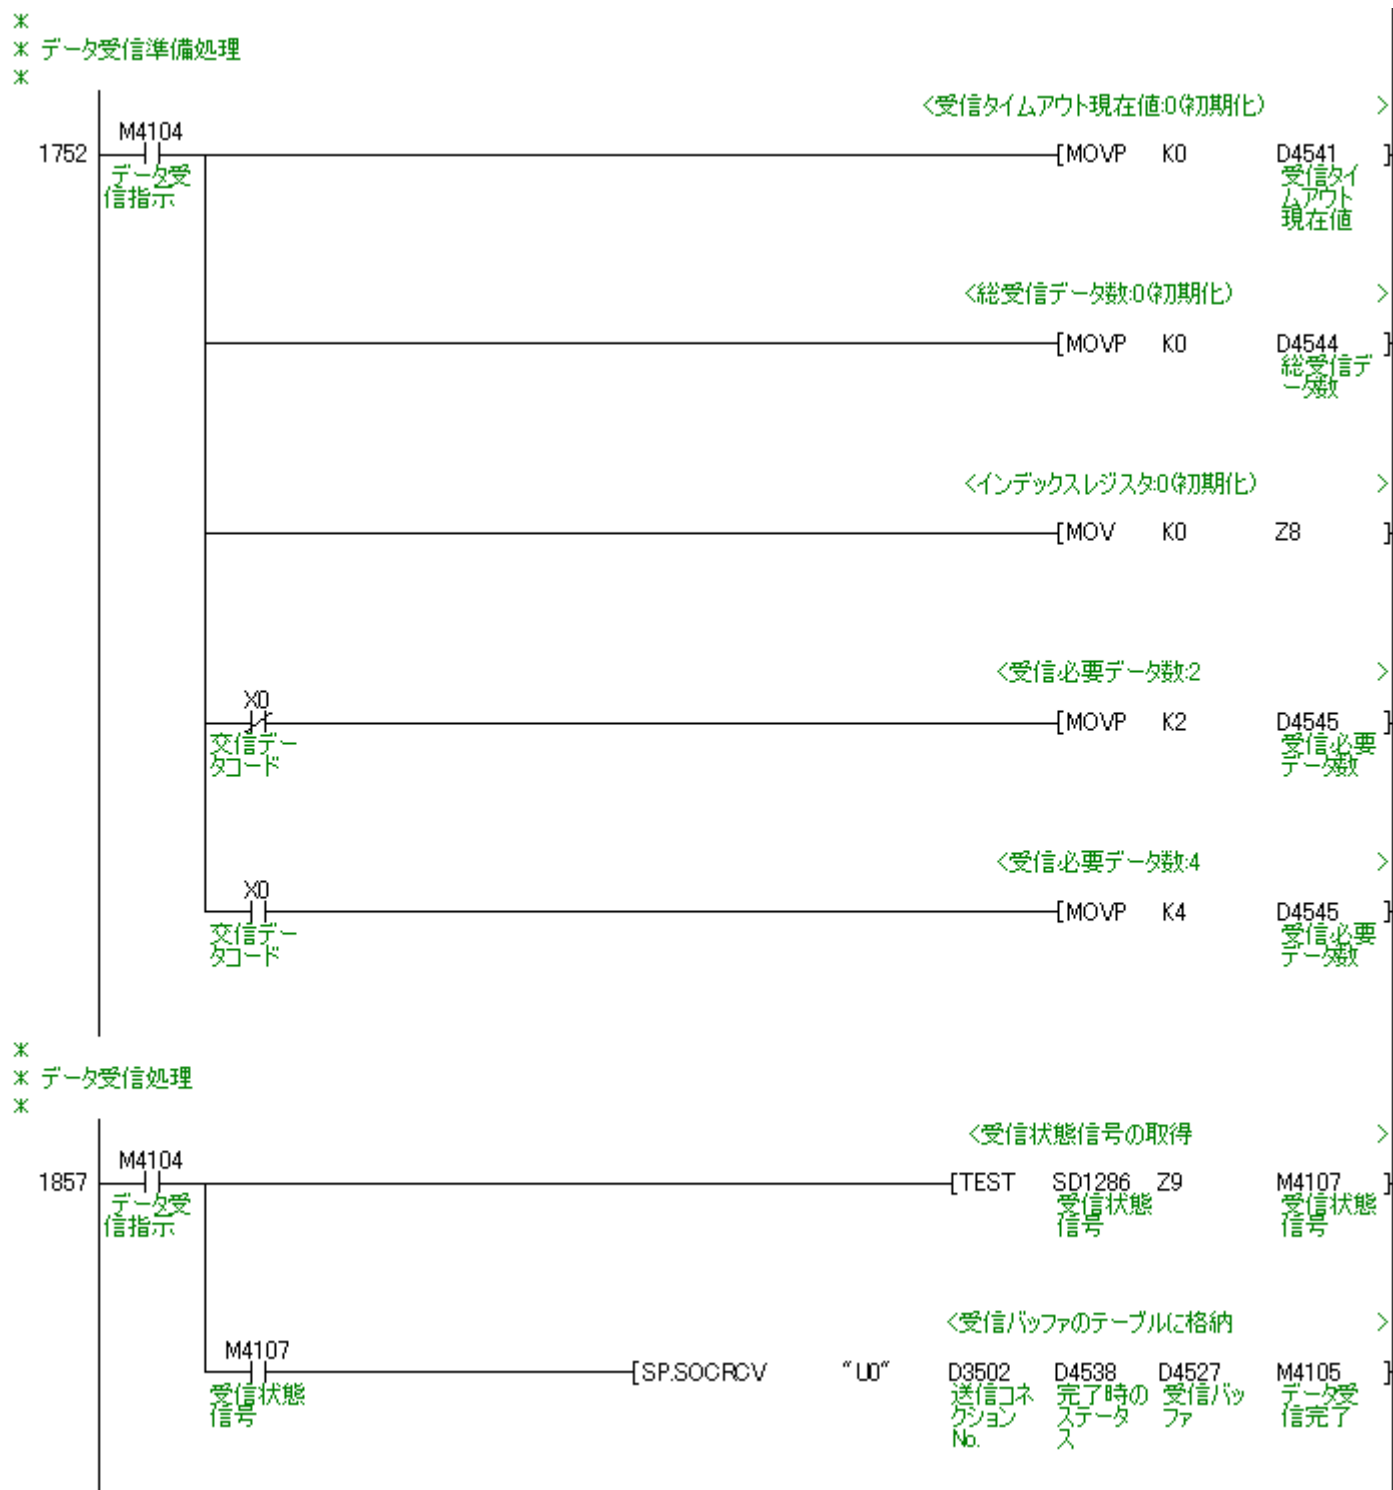 *
* データ受信準備処理
*
<受信タイムアウト現在値:0(初期化) >
M4104
1752 [MOVP K0 D4541 ]
データ受
信指示
受信タイ
ムアウト
現在値
<総受信データ数:0(初期化) >
[MOVP K0 D4544 ]
総受信デ
ータ数
<インデックスレジスタ:0(初期化) >
[MOV K0 Z8 ]
<受信必要データ数:2 >
X0
[MOVP K2 D4545 ]
交信デー
タコード
受信必要
データ数
<受信必要データ数:4 >
X0
[MOVP K4 D4545 ]
交信デー
タコード
受信必要
データ数
*
* データ受信処理
*
<受信状態信号の取得 >
M4104
1857 [TEST SD1286 Z9 M4107 ]
データ受
信指示
受信状態
信号
受信状態
信号
<受信バッファのテーブルに格納 >
M4107
[SP.SOCRCV "U0" D3502 D4538 D4527 M4105 ]
受信状態
信号
送信コネ
クション
No.
完了時の
ステータ
ス
受信バッ
ファ
データ受
信完了